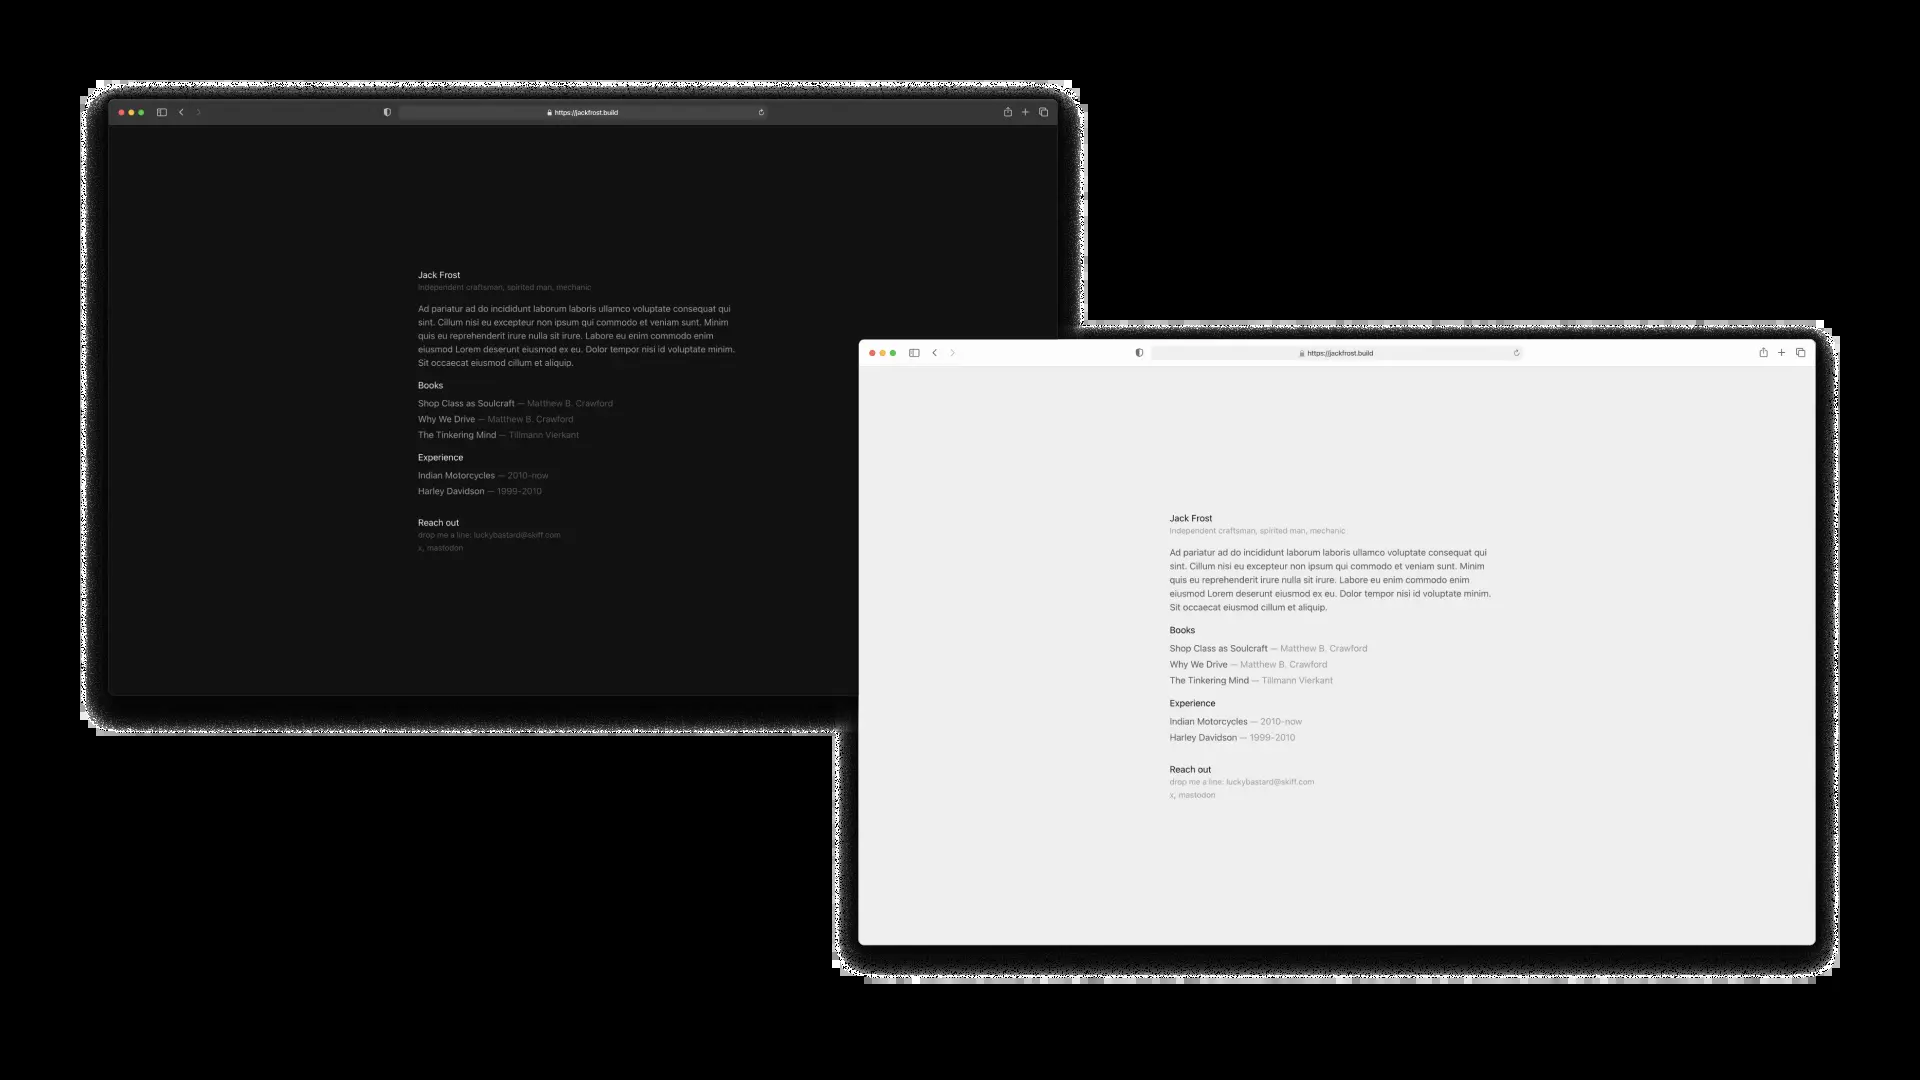 https://jackfrost.build
Jack Frost
Independent craftsman, spirited man, mechanic
Ad pariatur ad do incididunt laborum laboris ullamco voluptate consequat qui
sint. Cillum nisi eu excepteur non ipsum qui commodo et veniam sunt. Minim
quis eu reprehenderit irure nulla sit irure. Labore eu enim commodo enim
eiusmod Lorem deserunt eiusmod ex eu. Dolor tempor nisi id voluptate minim.
Sit occaecat eiusmod cillum et aliquip.
Books
Shop Class as Soulcraft — Matthew B. Crawford
Why We Drive — Matthew B. Crawford
The Tinkering Mind — Tillmann Vierkant
Experience
Indian Motorcycles — 2010-now
Harley Davidson — 1999-2010
Reach out
drop me a line: luckybastard@skiff.com
x, mastodon
https://jackfrost.build
Jack Frost
Independent craftsman, spirited man, mechanic
Ad pariatur ad do incididunt laborum laboris ullamco voluptate consequat qui
sint. Cillum nisi eu excepteur non ipsum qui commodo et veniam sunt. Minim
quis eu reprehenderit irure nulla sit irure. Labore eu enim commodo enim
eiusmod Lorem deserunt eiusmod ex eu. Dolor tempor nisi id voluptate minim.
Sit occaecat eiusmod cillum et aliquip.
Books
Shop Class as Soulcraft — Matthew B. Crawford
Why We Drive — Matthew B. Crawford
The Tinkering Mind — Tillmann Vierkant
Experience
Indian Motorcycles — 2010-now
Harley Davidson — 1999-2010
Reach out
drop me a line: luckybastard@skiff.com
x, mastodon